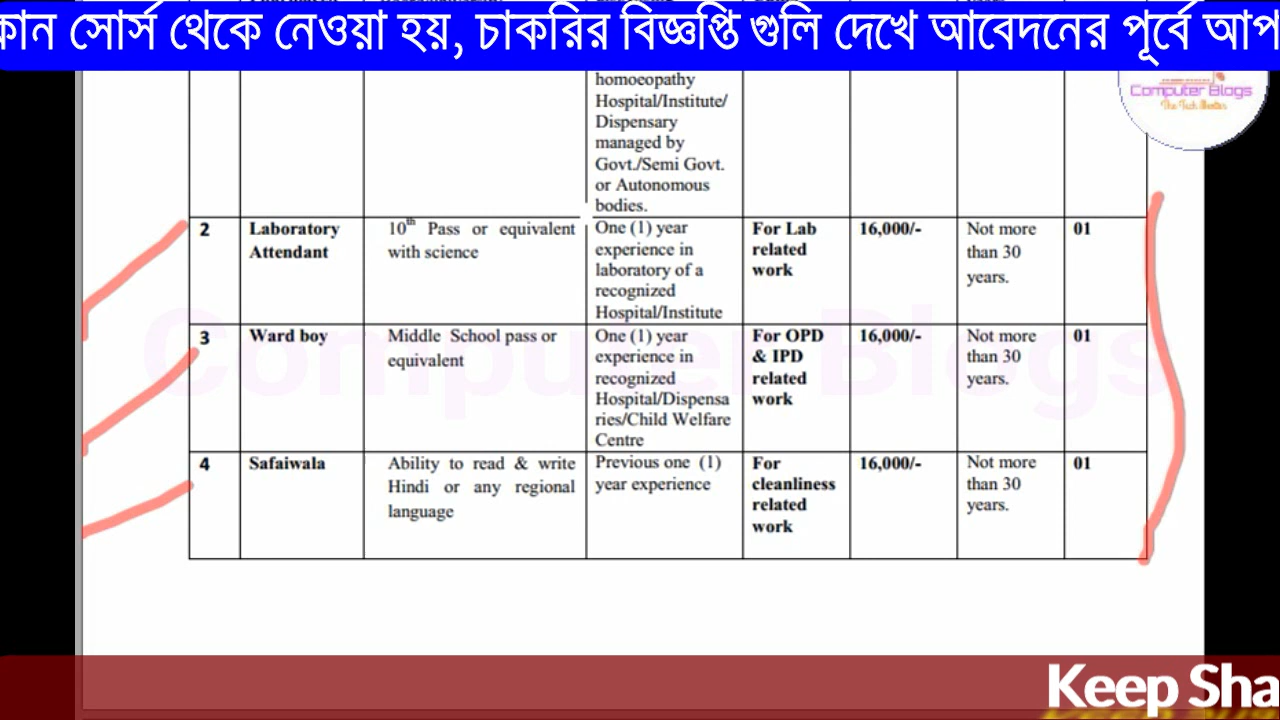 কান সোর্স থেকে নেওয়া হয়, চাকরির বিজ্ঞপ্তি গুলি দেখে আবেদনের পূর্বে আপ
Computer Blogs
homoeopathy
Hospital/Institute/
Dispensary
managed by
Govt./Semi Govt.
or Autonomous
bodies.
2
Laboratory
Attendant
10th Pass or equivalent
with science
One (1) year
experience in
laboratory of a
recognized
Hospital/Institute
For Lab
related
work
16,000/-
Not more
than 30
years.
01
3
Ward boy
Middle School pass or
equivalent
One (1) year
experience in
recognized
Hospital/Dispensa
ries/Child Welfare
Centre
For OPD
& IPD
related
work
16,000/-
Not more
than 30
years.
01
4
Safaiwala
Ability to read & write
Hindi or any regional
language
Previous one (1)
year experience
For
cleanliness
related
work
16,000/-
Not more
than 30
years.
01
Computer Blogs
Keep Sha